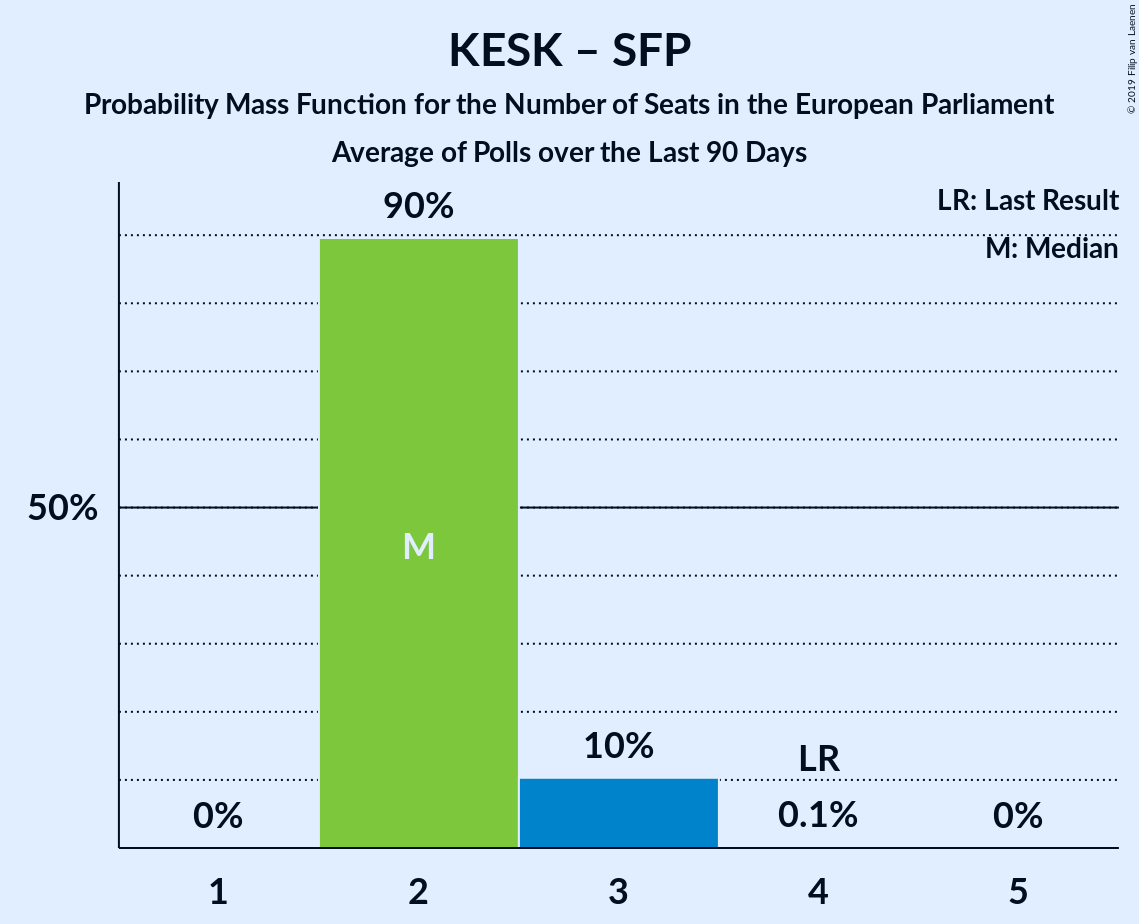 KESK – SFP
Probability Mass Function for the Number of Seats in the European Parliament
Average of Polls over the Last 90 Days
© 2019 Filip van Laenen
LR: Last Result
M: Median
90%
50%
M
10%
LR
0%
0.1%
0%
1 2 3 4 5